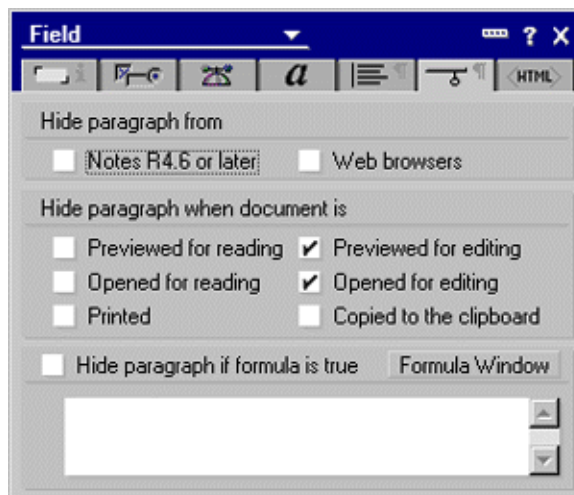 Field ? X
i a ¶ ¶ <HTML>
Hide paragraph from
Notes R4.6 or later Web browsers
Hide paragraph when document is
Previewed for reading Previewed for editing
Opened for reading Opened for editing
Printed Copied to the clipboard
Hide paragraph if formula is true Formula Window